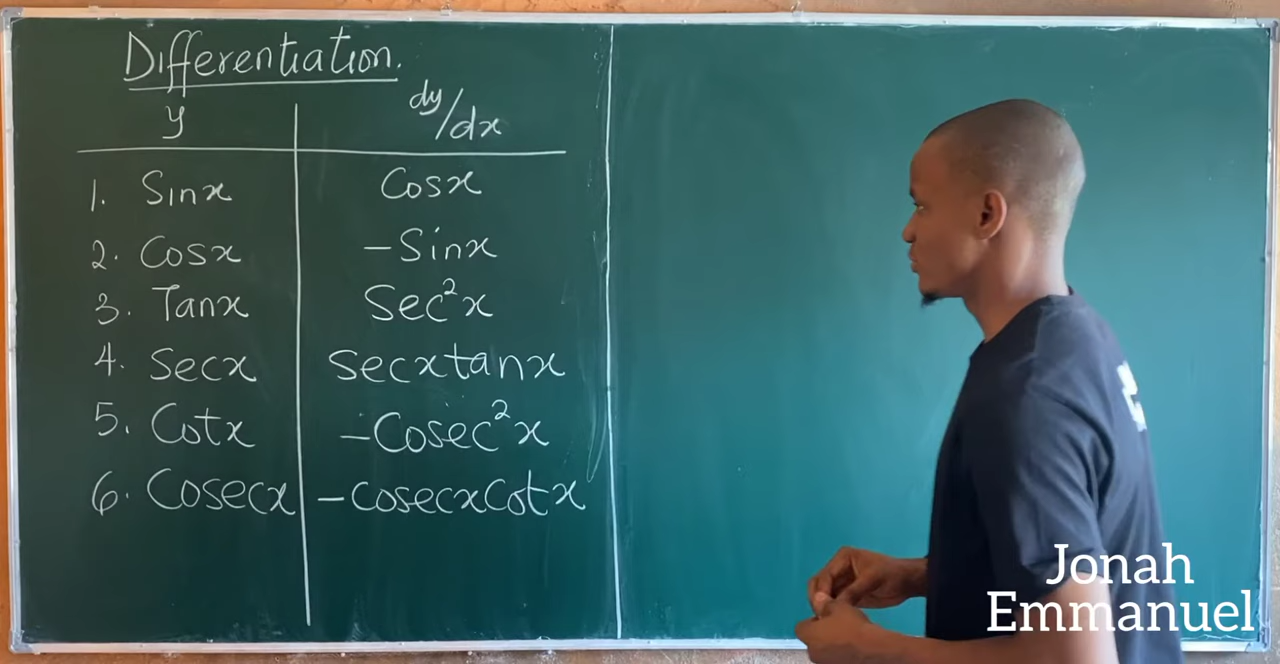 Differentiation.
y dy/dx
1. Sinx Cosx
2. Cosx -Sinx
3. Tanx Sec²x
4. Secx secxtanx
5. Cotx -Cosec²x
6. Cosecx -cosecxCotx
Jonah
Emmanuel